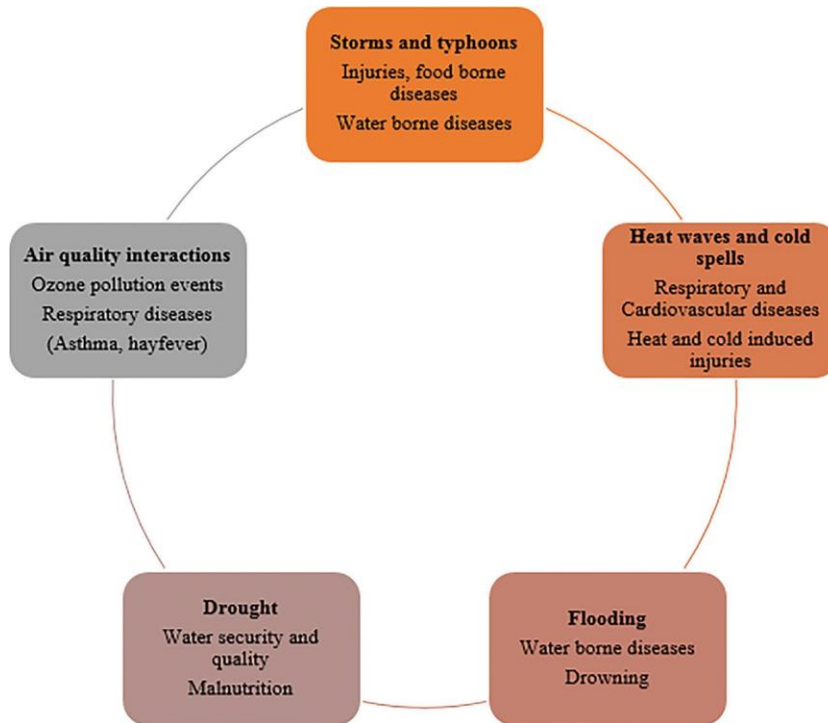 Storms and typhoons
Injuries, food borne
diseases
Water borne diseases
Heat waves and cold
spells
Respiratory and
Cardiovascular diseases
Heat and cold induced
injuries
Flooding
Water borne diseases
Drowning
Drought
Water security and
quality
Malnutrition
Air quality interactions
Ozone pollution events
Respiratory diseases
(Asthma, hayfever)